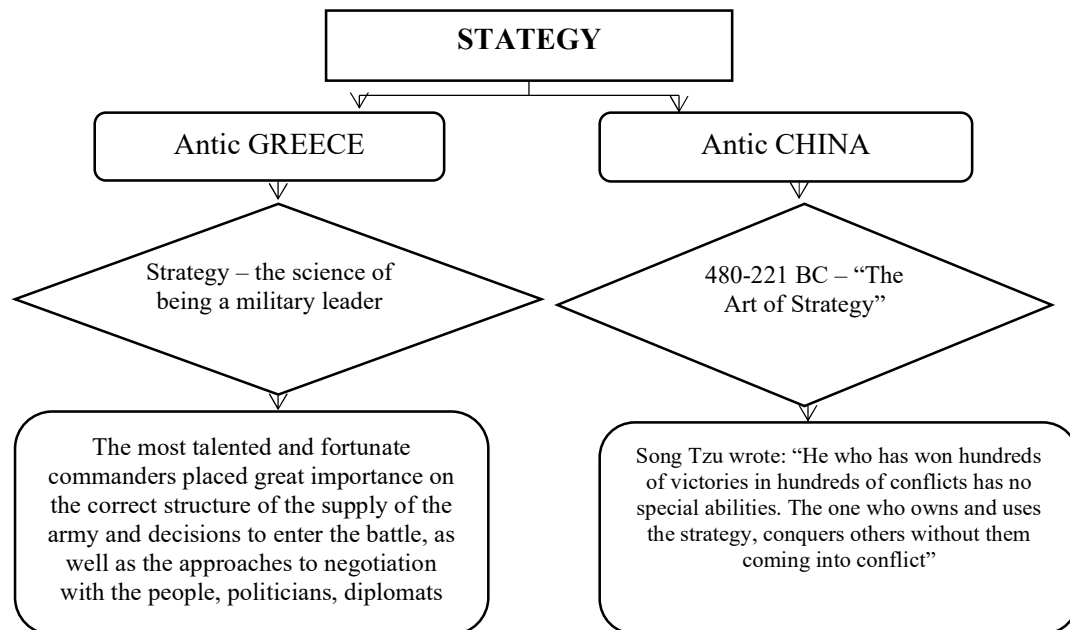 STATEGY
Antic GREECE
Antic CHINA
Strategy – the science of
being a military leader
480-221 BC – “The
Art of Strategy”
The most talented and fortunate
commanders placed great importance on
the correct structure of the supply of the
army and decisions to enter the battle, as
well as the approaches to negotiation
with the people, politicians, diplomats
Song Tzu wrote: “He who has won hundreds
of victories in hundreds of conflicts has no
special abilities. The one who owns and uses
the strategy, conquers others without them
coming into conflict”